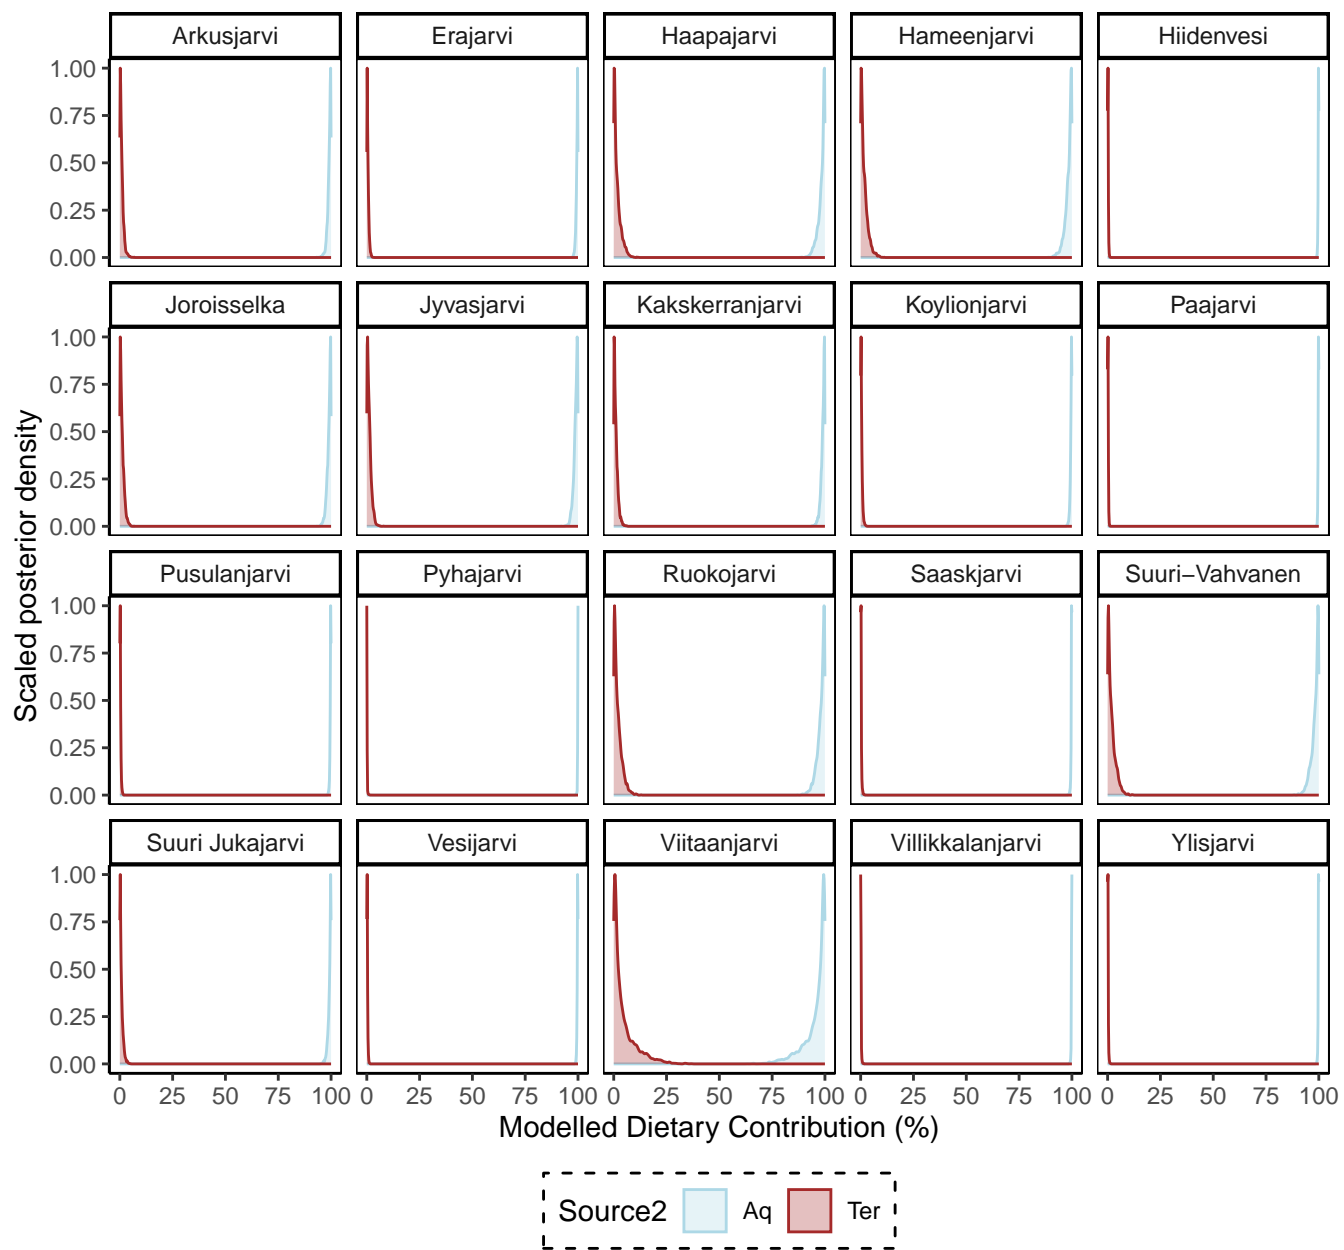 Arkusjarvi Erajarvi Haapajarvi Hameenjarvi Hiidenvesi
1.00
0.75
0.50
0.25
0.00
Joroisselka Jyvasjarvi Kakskerranjarvi Koylionjarvi Paajarvi
1.00
0.75
0.50
0.25
0.00
Pusulanjarvi Pyhajarvi Ruokojarvi Saaskjarvi Suuri−Vahvanen
1.00
0.75
0.50
0.25
0.00
Suuri Jukajarvi Vesijarvi Viitaanjarvi Villikkalanjarvi Ylisjarvi
1.00
0.75
0.50
0.25
0.00
0 25 50 75 100 0 25 50 75 100 0 25 50 75 100 0 25 50 75 100 0 25 50 75 100
Scaled posterior density
Modelled Dietary Contribution (%)
Source2 Aq Ter